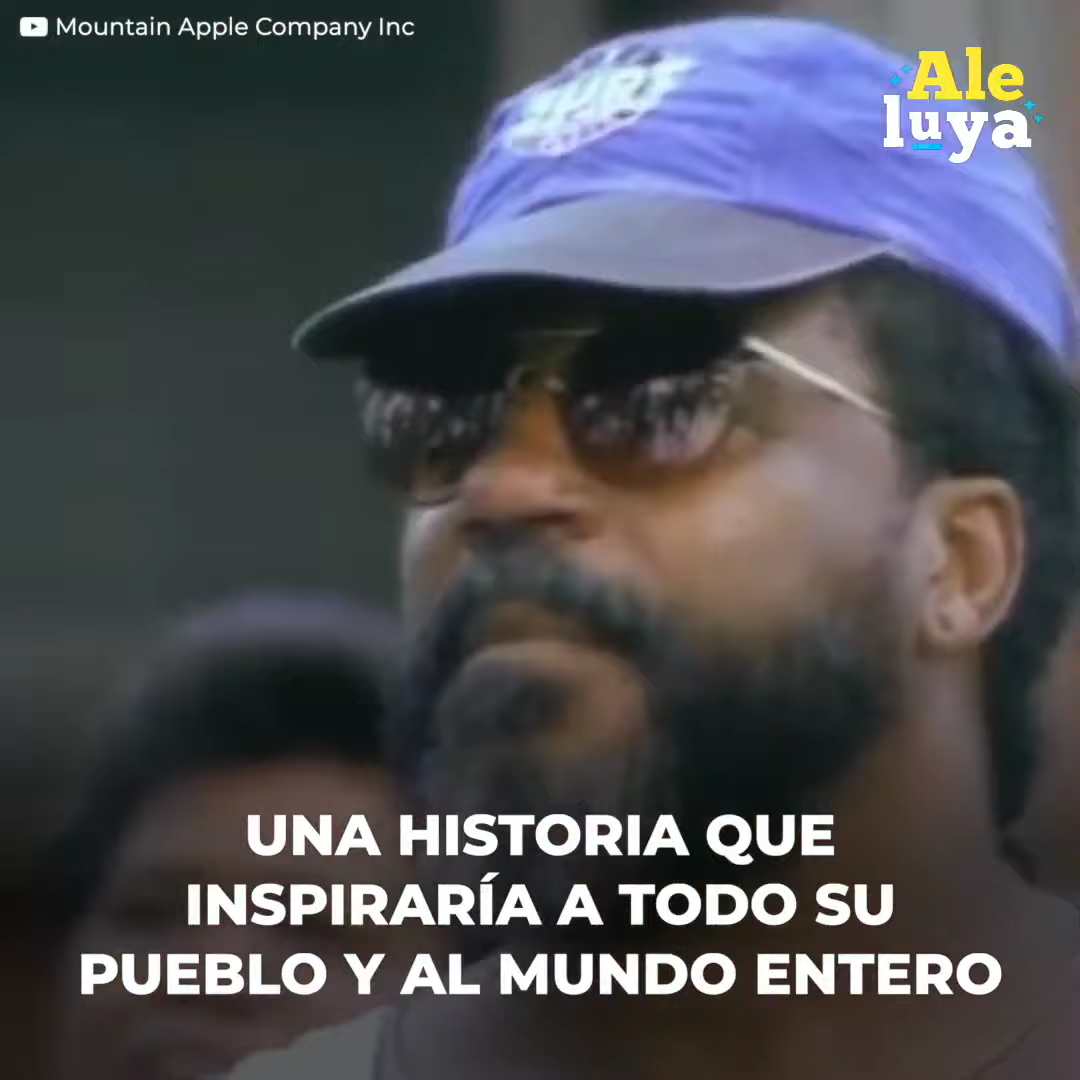 Mountain Apple Company Inc
Ale
luya
UNA HISTORIA QUE
INSPIRARÍA A TODO SU
PUEBLO Y AL MUNDO ENTERO